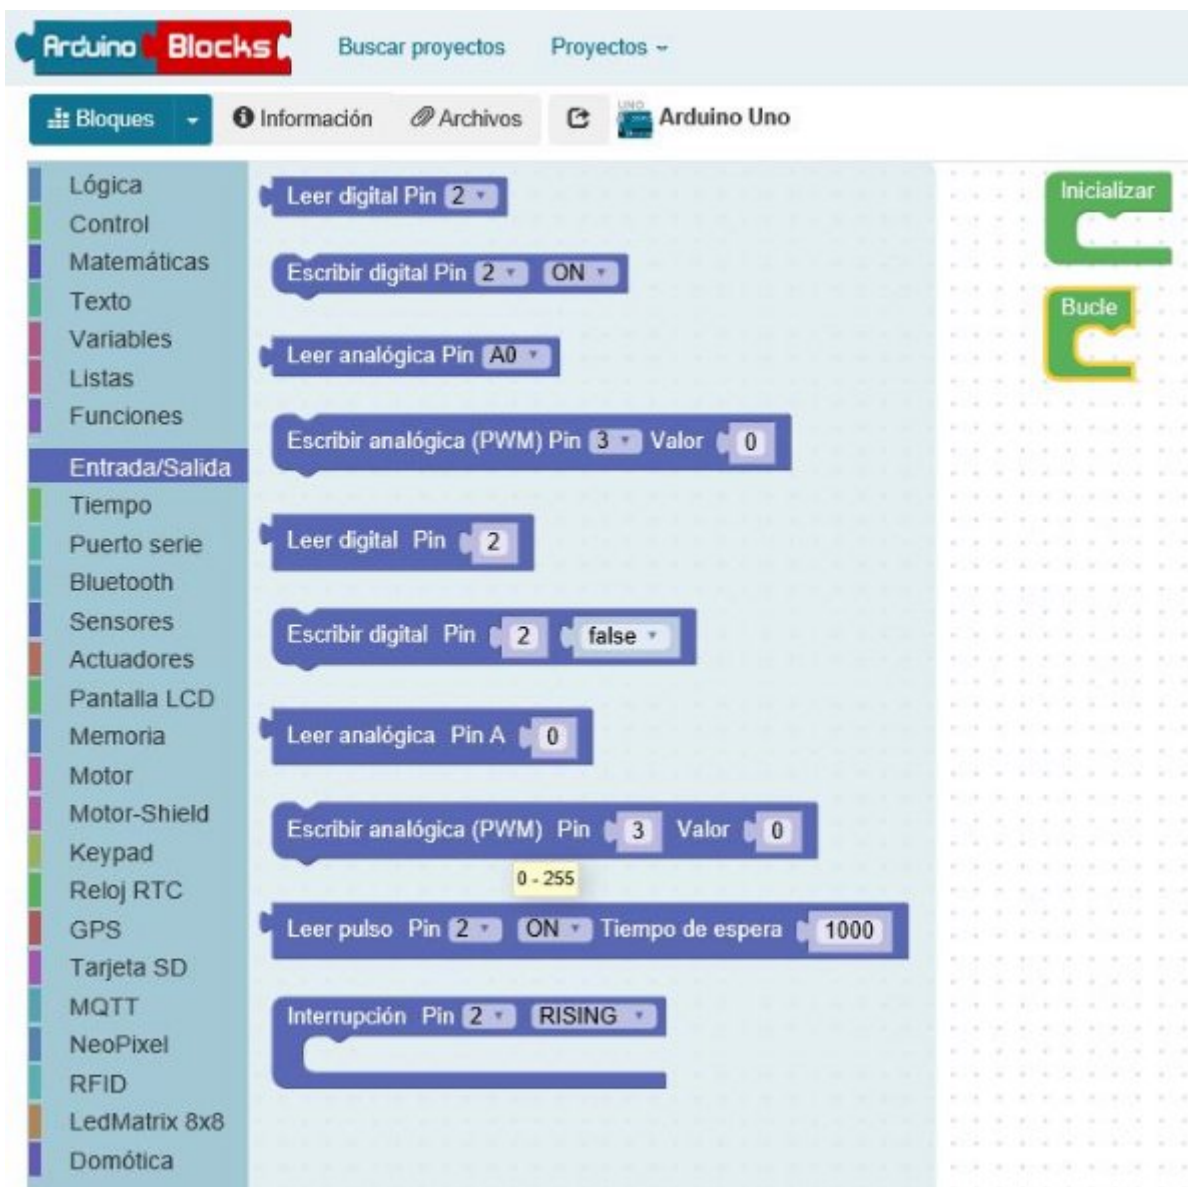 Arduino Blocks Buscar proyectos Proyectos
Bloques Información Archivos UNO Arduino Uno
Lógica
Control
Matemáticas
Texto
Variables
Listas
Funciones
Entrada/Salida
Tiempo
Puerto serie
Bluetooth
Sensores
Actuadores
Pantalla LCD
Memoria
Motor
Motor-Shield
Keypad
Reloj RTC
GPS
Tarjeta SD
MQTT
NeoPixel
RFID
LedMatrix 8x8
Domótica
Leer digital Pin 2
Escribir digital Pin 2 ON
Leer analógica Pin A0
Escribir analógica (PWM) Pin 3 Valor 0
Leer digital Pin 2
Escribir digital Pin 2 false
Leer analógica Pin A 0
Escribir analógica (PWM) Pin 3 Valor 0
0 - 255
Leer pulso Pin 2 ON Tiempo de espera 1000
Interrupción Pin 2 RISING
Inicializar
Bucle